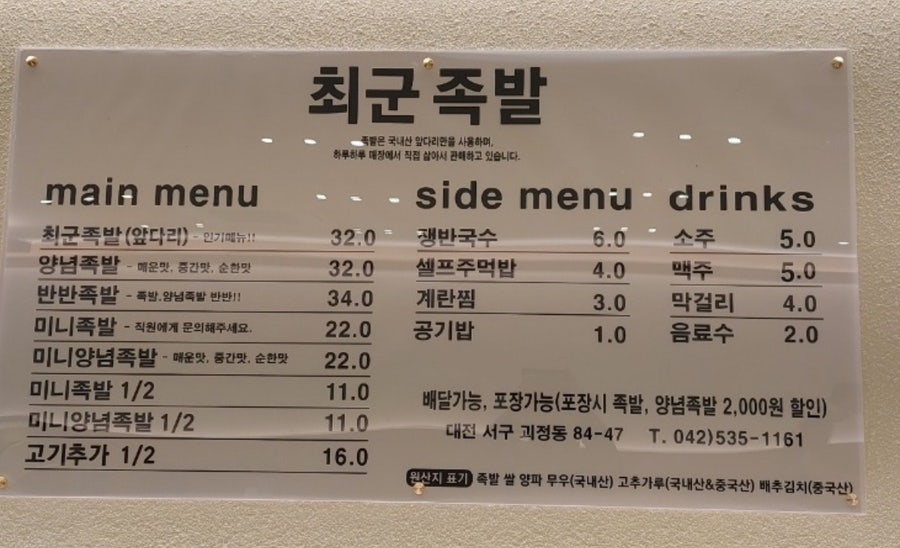 최군족발
족발은 국내산 앞다리만을 사용하며,
하루하루 매장에서 직접 삶아서 판매하고 있습니다.
main menu
최군족발(앞다리) - 인기메뉴!! 32.0
양념족발 - 매운맛, 중간맛, 순한맛 32.0
반반족발 - 족발,양념족발 반반!! 34.0
미니족발 - 직원에게 문의해주세요. 22.0
미니양념족발 - 매운맛, 중간맛, 순한맛 22.0
미니족발 1/2 11.0
미니양념족발 1/2 11.0
고기추가 1/2 16.0
side menu
쟁반국수 6.0
셀프주먹밥 4.0
계란찜 3.0
공기밥 1.0
drinks
소주 5.0
맥주 5.0
막걸리 4.0
음료수 2.0
배달가능, 포장가능(포장시 족발, 양념족발 2,000원 할인)
대전 서구 괴정동 84-47 T. 042)535-1161
원산지 표기 족발 쌀 양파 무우(국내산) 고추가루(국내산&중국산) 배추김치(중국산)